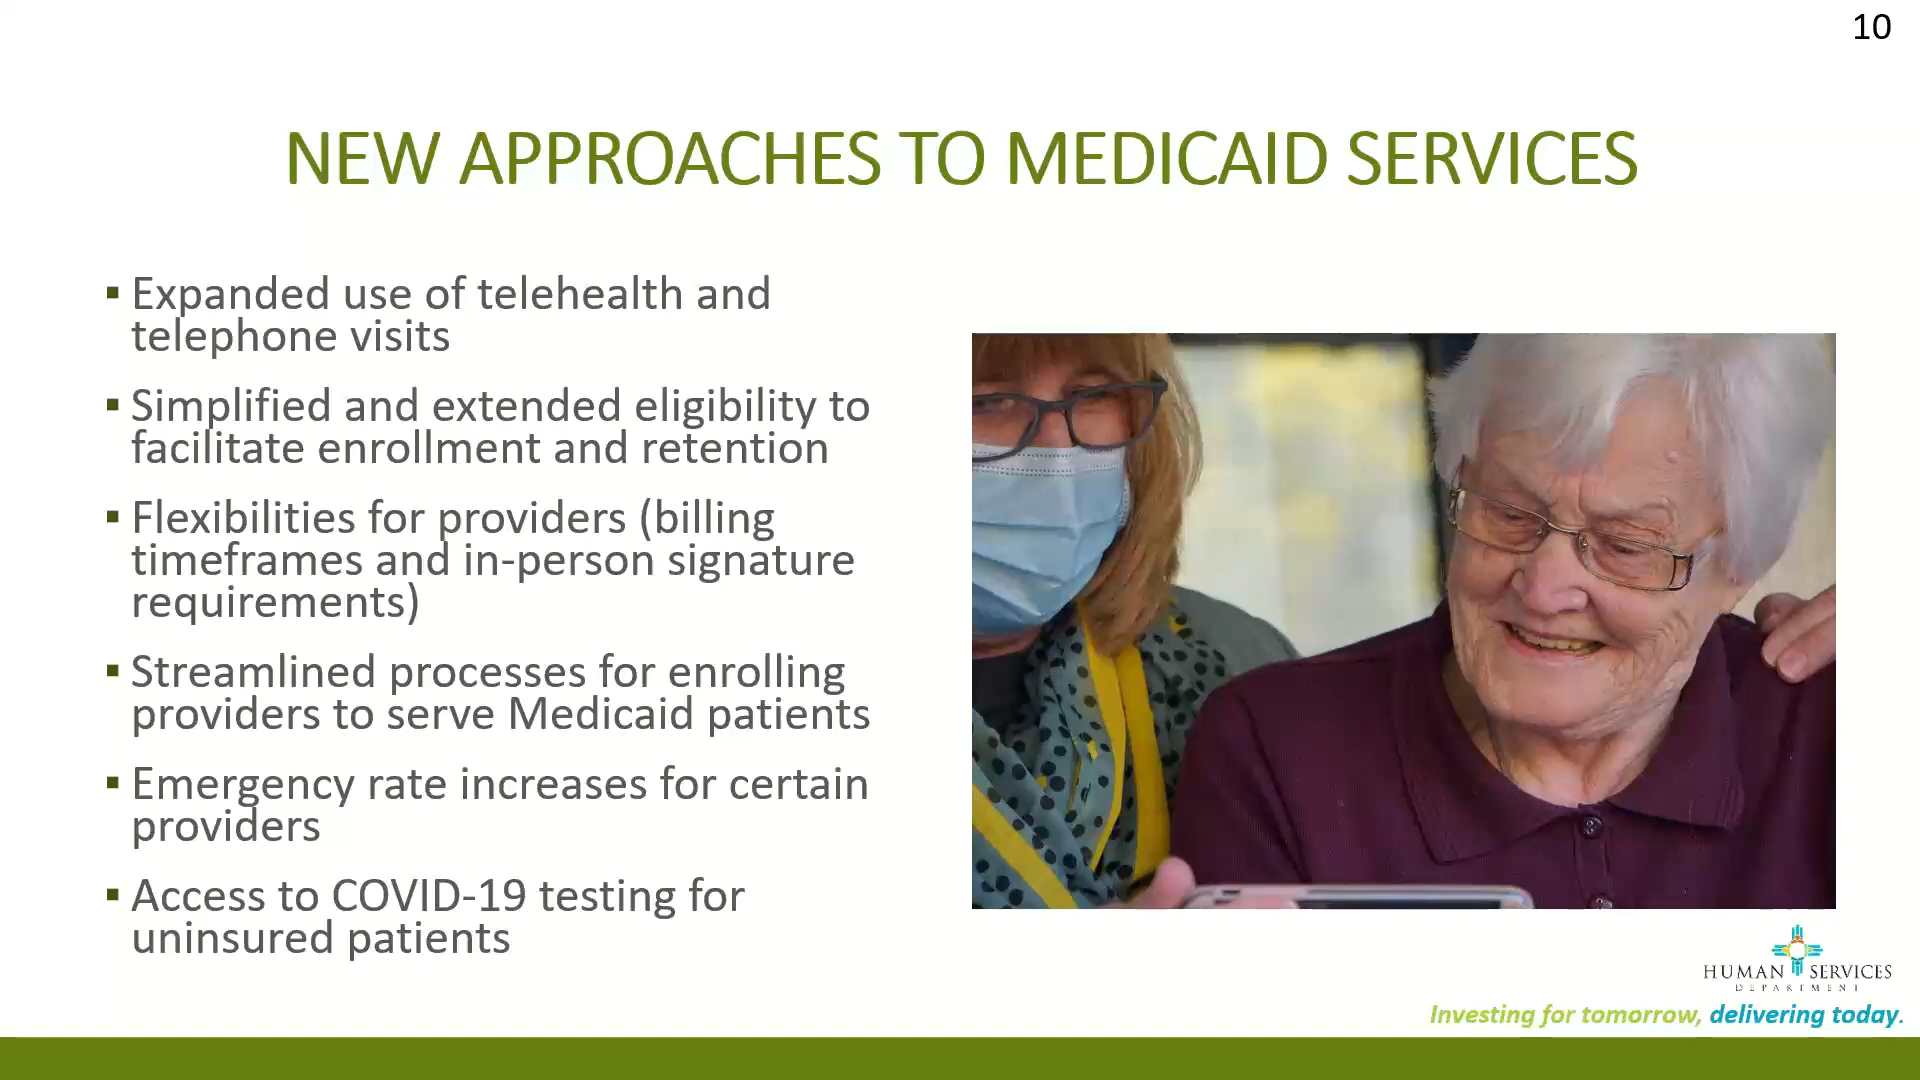 10
NEW APPROACHES TO MEDICAID SERVICES
▪ Expanded use of telehealth and
telephone visits
▪ Simplified and extended eligibility to
facilitate enrollment and retention
▪ Flexibilities for providers (billing
timeframes and in-person signature
requirements)
▪ Streamlined processes for enrolling
providers to serve Medicaid patients
▪ Emergency rate increases for certain
providers
▪ Access to COVID-19 testing for
uninsured patients
HUMAN SERVICES
DEPARTMENT
Investing for tomorrow, delivering today.